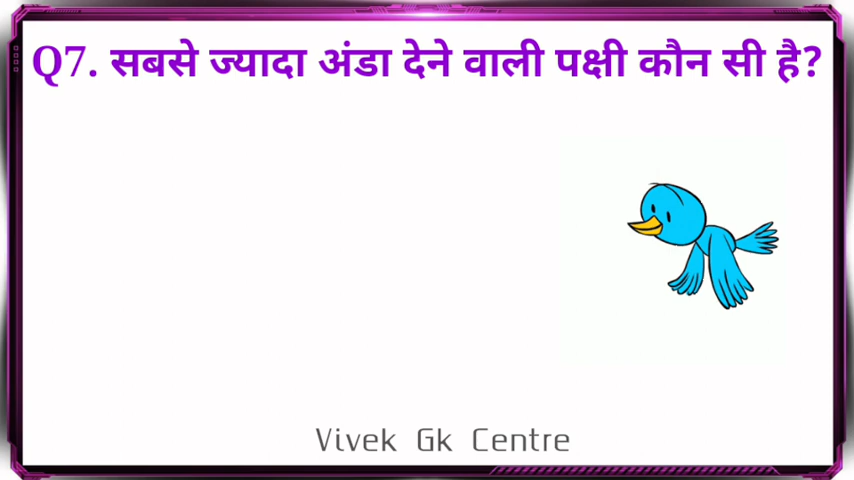 Q7. सबसे ज्यादा अंडा देने वाली पक्षी कौन सी है?
Vivek Gk Centre